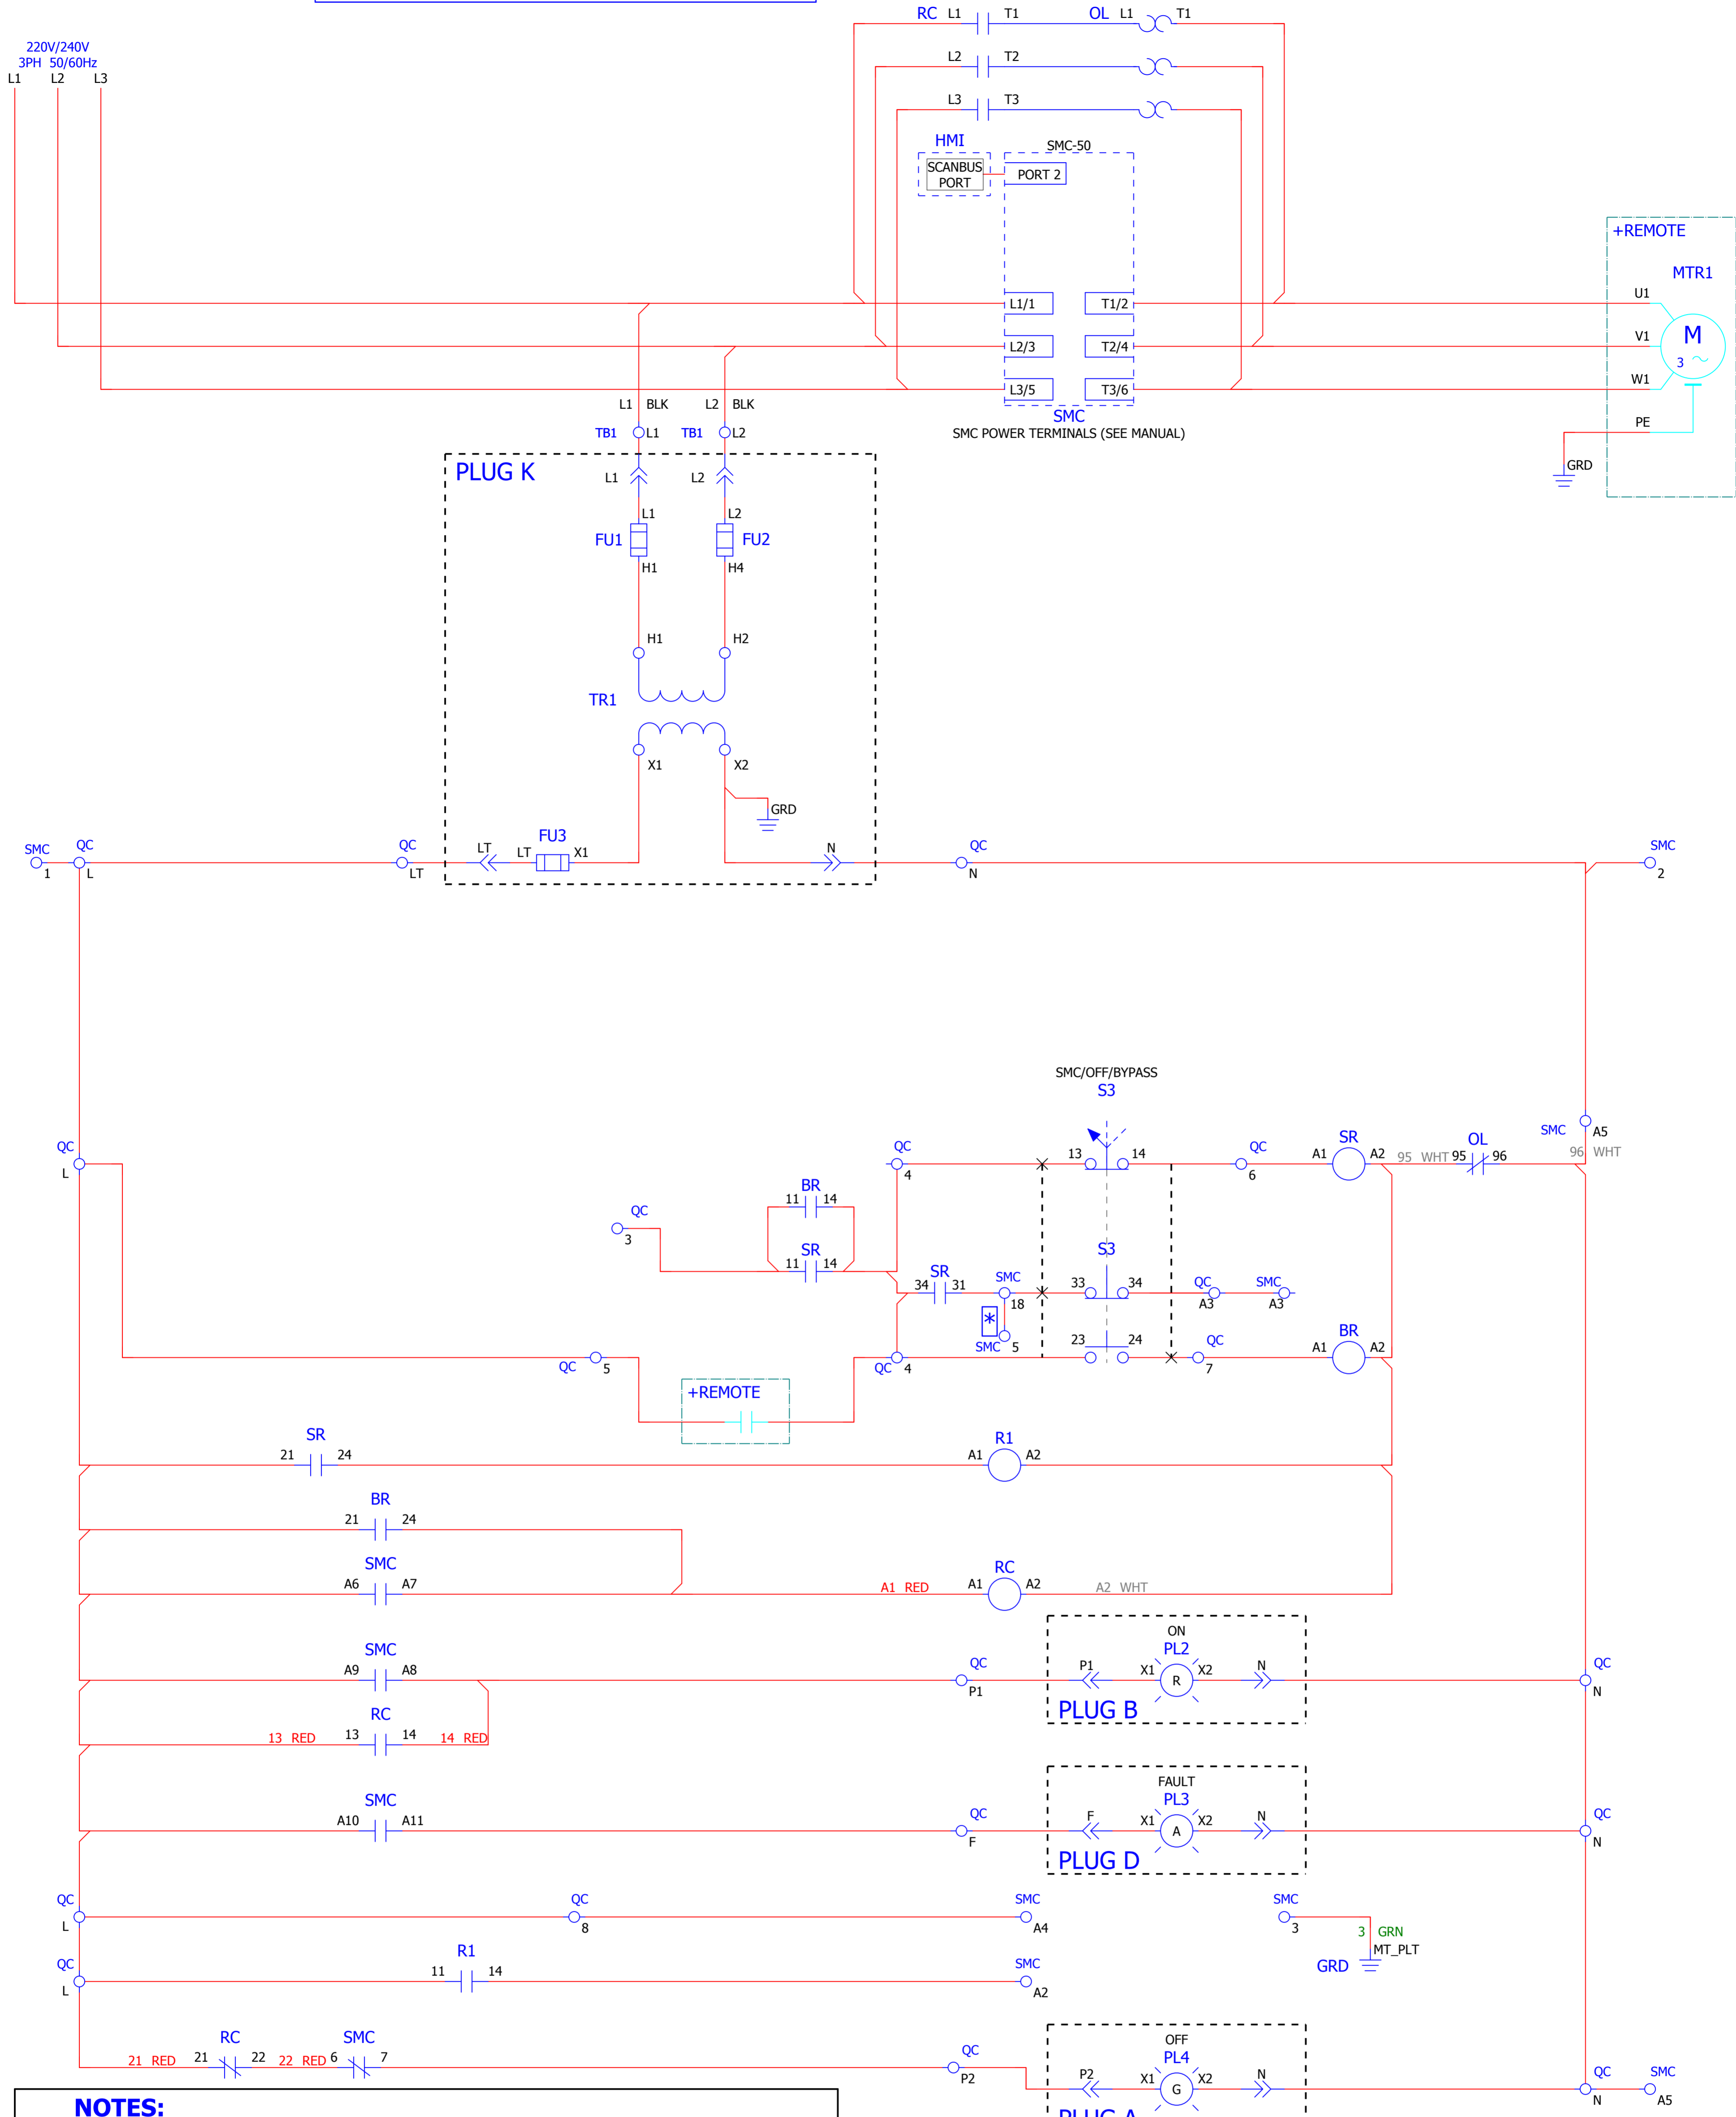 RC L1 T1 OL L1 T1
220V/240V
3PH 50/60Hz
L1 L2 L3
L2 T2
L3 T3
HMI
SMC-50
SCANBUS
PORT
PORT 2
+REMOTE
MTR1
L1/1 T1/2 U1
L2/3 T2/4 V1 M
3
L3/5 T3/6 W1
L1 BLK L2 BLK
SMC
SMC POWER TERMINALS (SEE MANUAL)
PE
GRD
TB1 L1 TB1 L2
PLUG K
L1 L2
L1 L2
FU1 FU2
H1 H4
H1 H2
TR1
X1 X2
GRD
SMC QC QC LT LT FU3 X1 N QC SMC
1 L LT N 2
SMC/OFF/BYPASS
S3
SMC A5
QC QC 13 14 QC SR OL
L 4 6 A1 A2 95 WHT 95 96 96 WHT
BR
11 14
QC
3
SR
11 14
S3
SR SMC QC SMC
34 31 18 33 34 A3 A3
*
SMC 5
23 24 QC BR
QC 5 QC 4 7 A1 A2
+REMOTE
SR R1
21 24 A1 A2
BR
21 24
SMC RC
A6 A7 A1 RED A1 A2 A2 WHT
ON
SMC PL2
A9 A8 QC P1 X1 R X2 N QC
P1 N
PLUG B
RC
13 RED 13 14 14 RED
FAULT
SMC PL3
A10 A11 QC F X1 A X2 N QC
F N
PLUG D
QC QC SMC SMC
L 8 A4 3
3 GRN
MT_PLT
GRD
QC R1 SMC
L 11 14 A2
OFF
RC SMC PL4
21 RED 21 22 22 RED 6 7 QC P2 X1 G X2 N QC SMC
P2 N A5
PLUG A
NOTES: